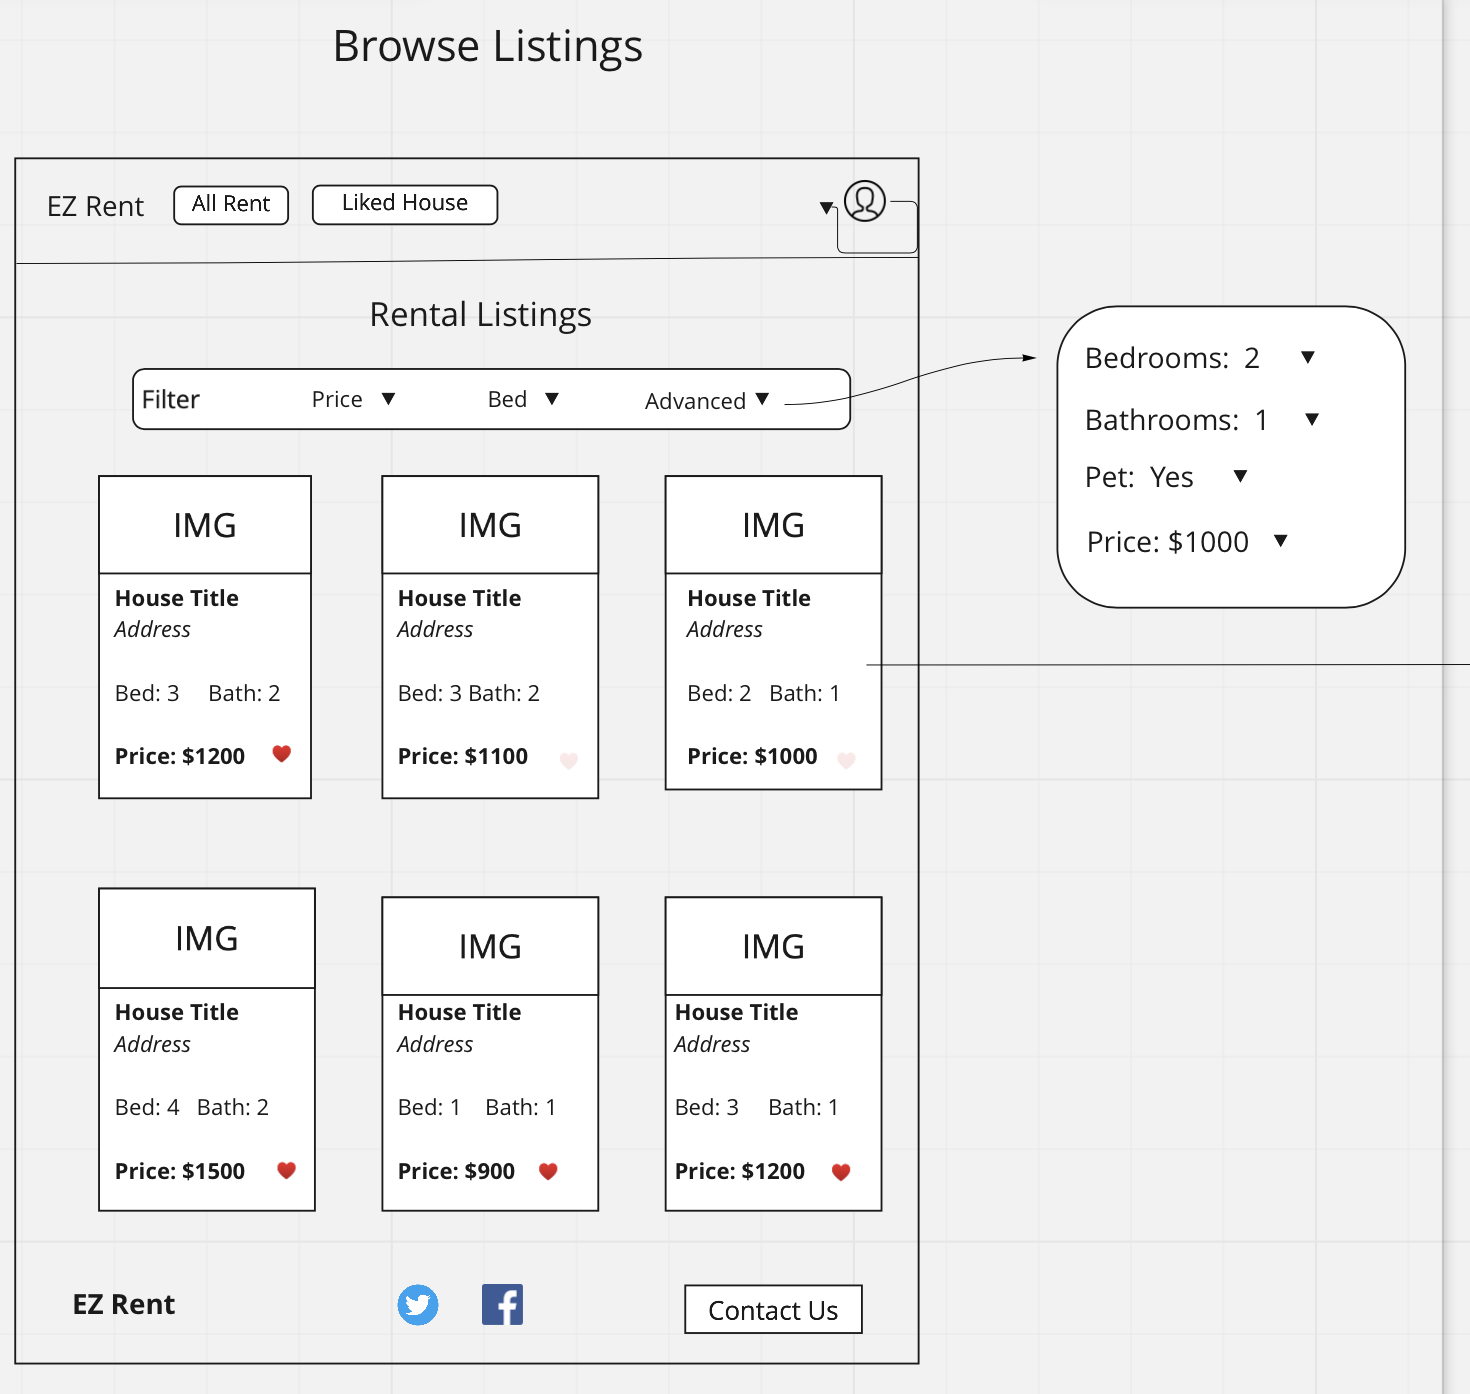 Browse Listings
EZ Rent
All Rent
Liked House
Rental Listings
Filter
Price
Bed
Advanced
Bedrooms: 2
Bathrooms: 1
Pet: Yes
Price: $1000
IMG
House Title
Address
Bed: 3 Bath: 2
Price: $1200
IMG
House Title
Address
Bed: 3 Bath: 2
Price: $1100
IMG
House Title
Address
Bed: 2 Bath: 1
Price: $1000
IMG
House Title
Address
Bed: 4 Bath: 2
Price: $1500
IMG
House Title
Address
Bed: 1 Bath: 1
Price: $900
IMG
House Title
Address
Bed: 3 Bath: 1
Price: $1200
EZ Rent
Contact Us